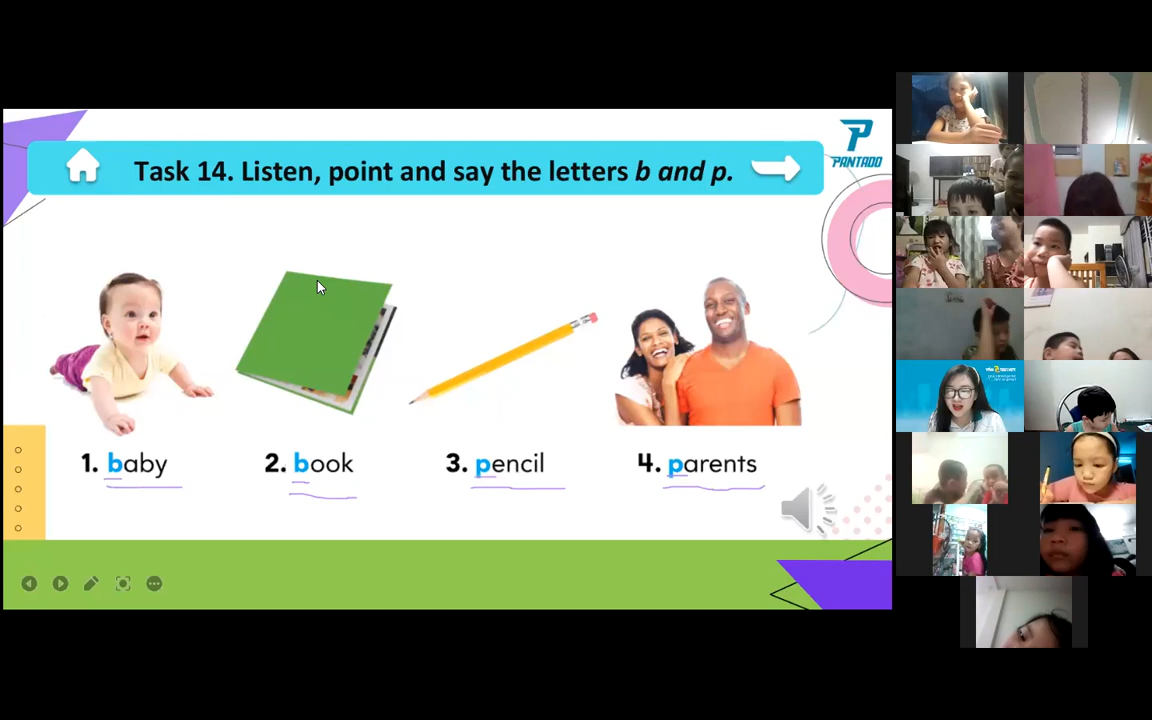 Task 14. Listen, point and say the letters b and p.
PANTADO
1. baby
2. book
3. pencil
4. parents